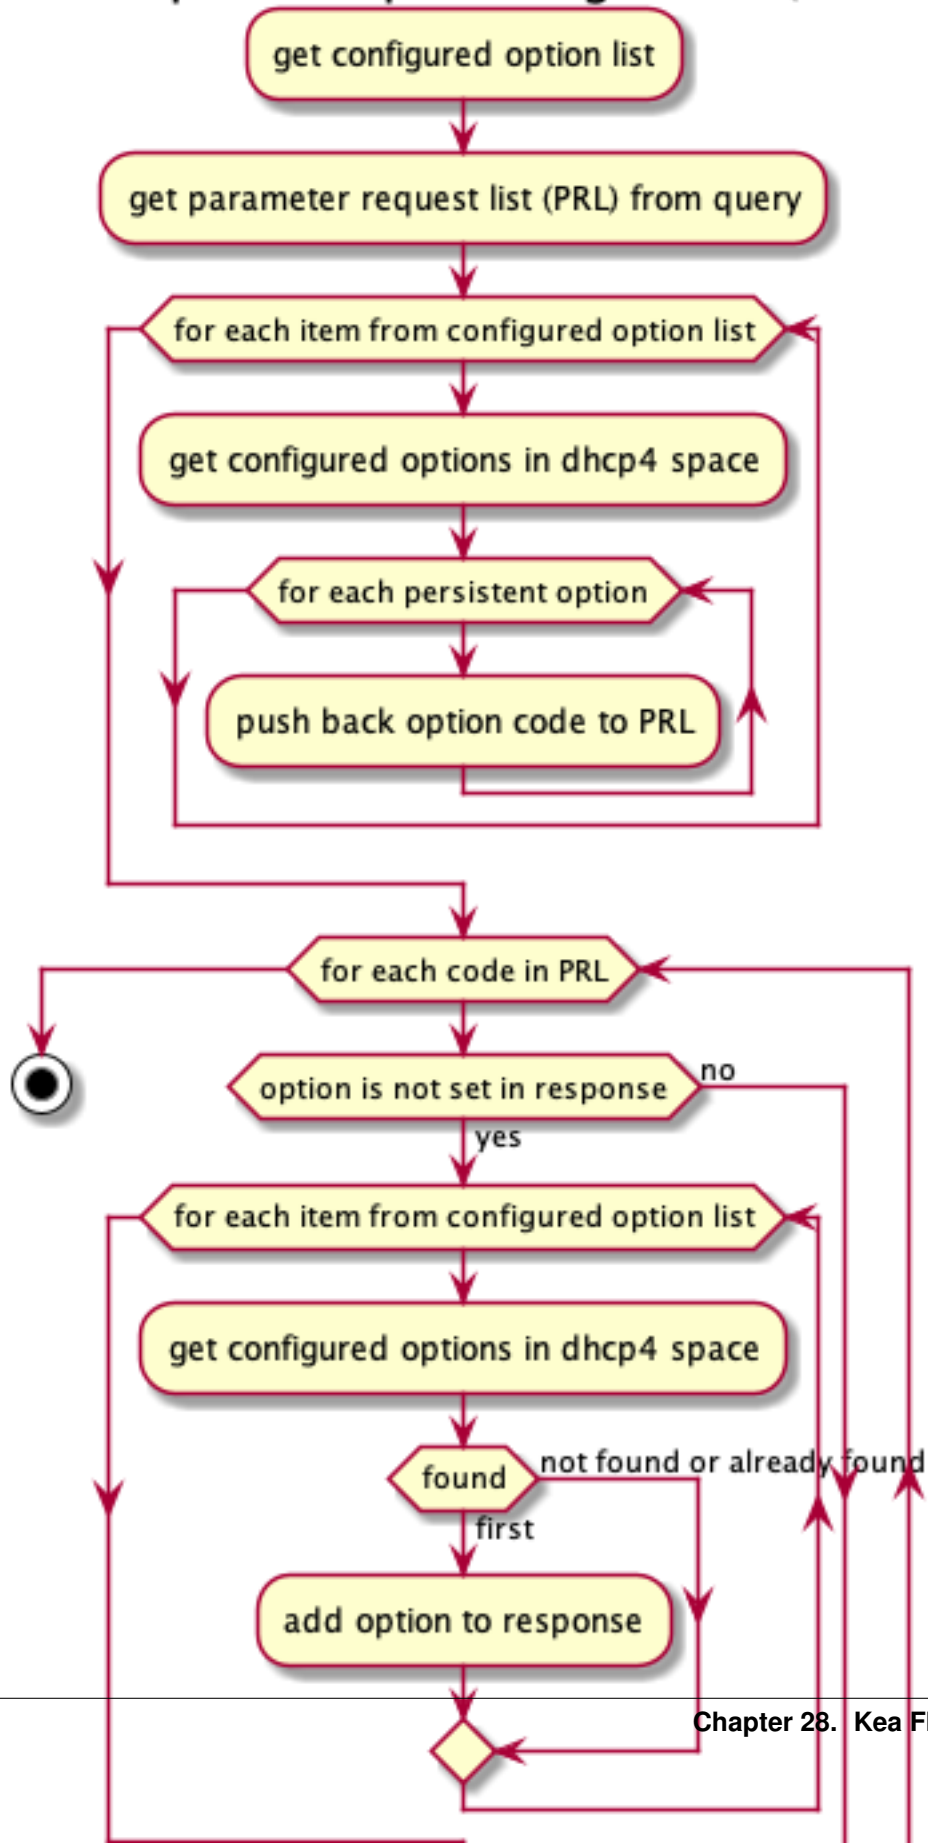 get configured option list
get parameter request list (PRL) from query
for each item from configured option list
get configured options in dhcp4 space
for each persistent option
push back option code to PRL
for each code in PRL
option is not set in response
no
yes
for each item from configured option list
get configured options in dhcp4 space
found
not found or already found
first
add option to response
Chapter 28. Kea